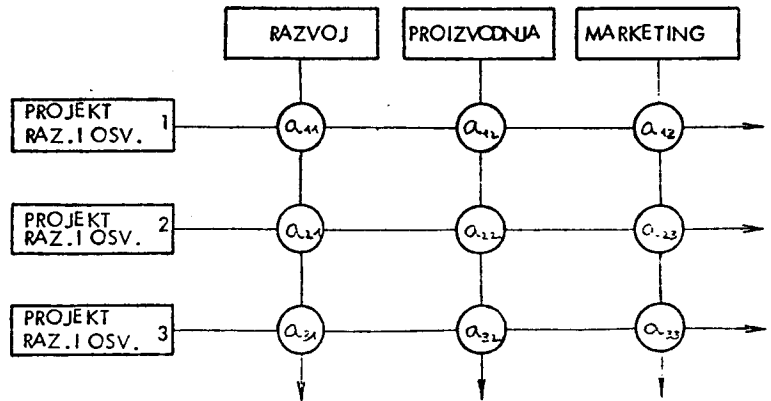 RAZVOJ PROIZVODNJA MARKETING
PROJEKT 1
RAZ. I OSV.
a11 a12 a12
PROJEKT 2
RAZ. I OSV.
a21 a22 a23
PROJEKT 3
RAZ. I OSV.
a31 a32 a33